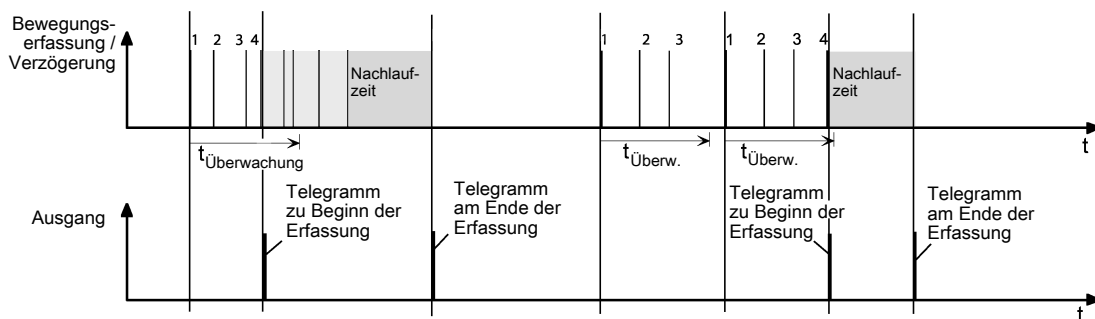 Bewegungs-
erfassung /
Verzögerung
1 2 3 4
Nachlauf-
zeit
1 2 3
1 2 3 4
Nachlauf-
zeit
t
tÜberwachung
tÜberw.
tÜberw.
Ausgang
Telegramm
zu Beginn der
Erfassung
Telegramm
am Ende der
Erfassung
Telegramm
zu Beginn der
Erfassung
Telegramm
am Ende der
Erfassung
t